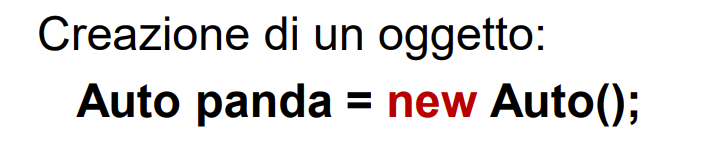 Creazione di un oggetto:
Auto panda = new Auto();